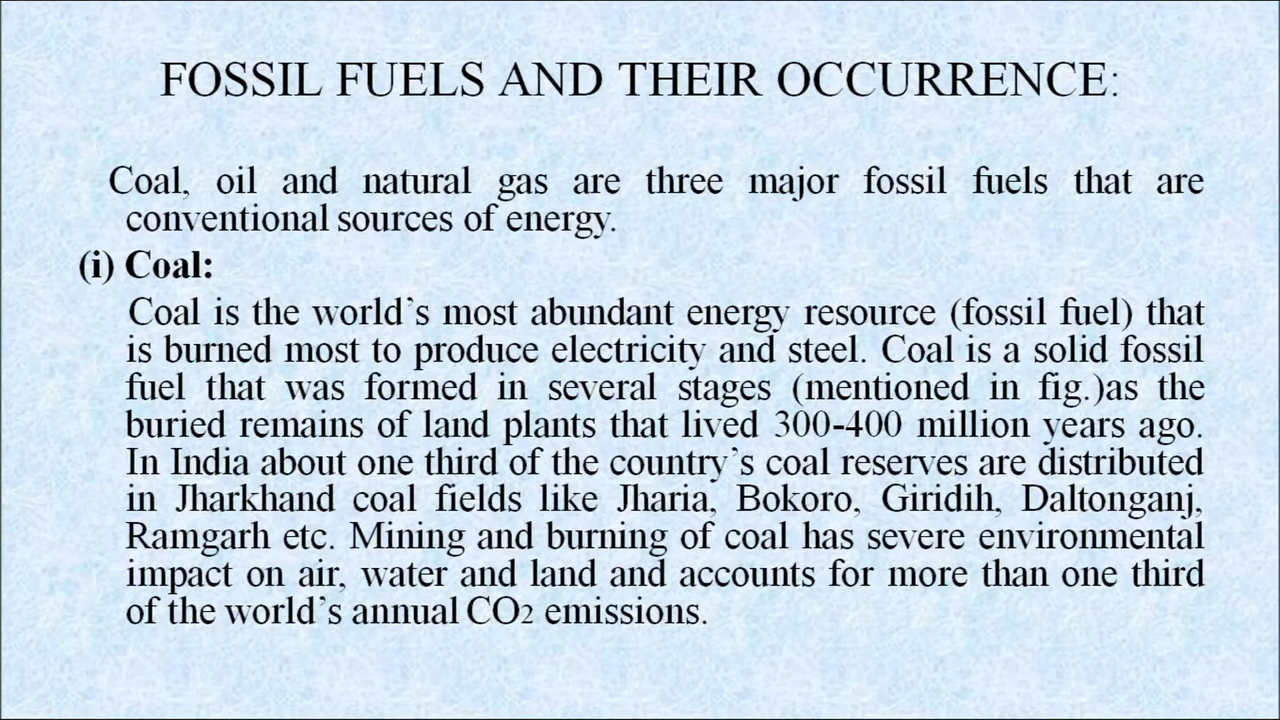 FOSSIL FUELS AND THEIR OCCURRENCE:
Coal, oil and natural gas are three major fossil fuels that are
conventional sources of energy.
(i) Coal:
Coal is the world’s most abundant energy resource (fossil fuel) that
is burned most to produce electricity and steel. Coal is a solid fossil
fuel that was formed in several stages (mentioned in fig.)as the
buried remains of land plants that lived 300-400 million years ago.
In India about one third of the country’s coal reserves are distributed
in Jharkhand coal fields like Jharia, Bokoro, Giridih, Daltonganj,
Ramgarh etc. Mining and burning of coal has severe environmental
impact on air, water and land and accounts for more than one third
of the world’s annual CO2 emissions.